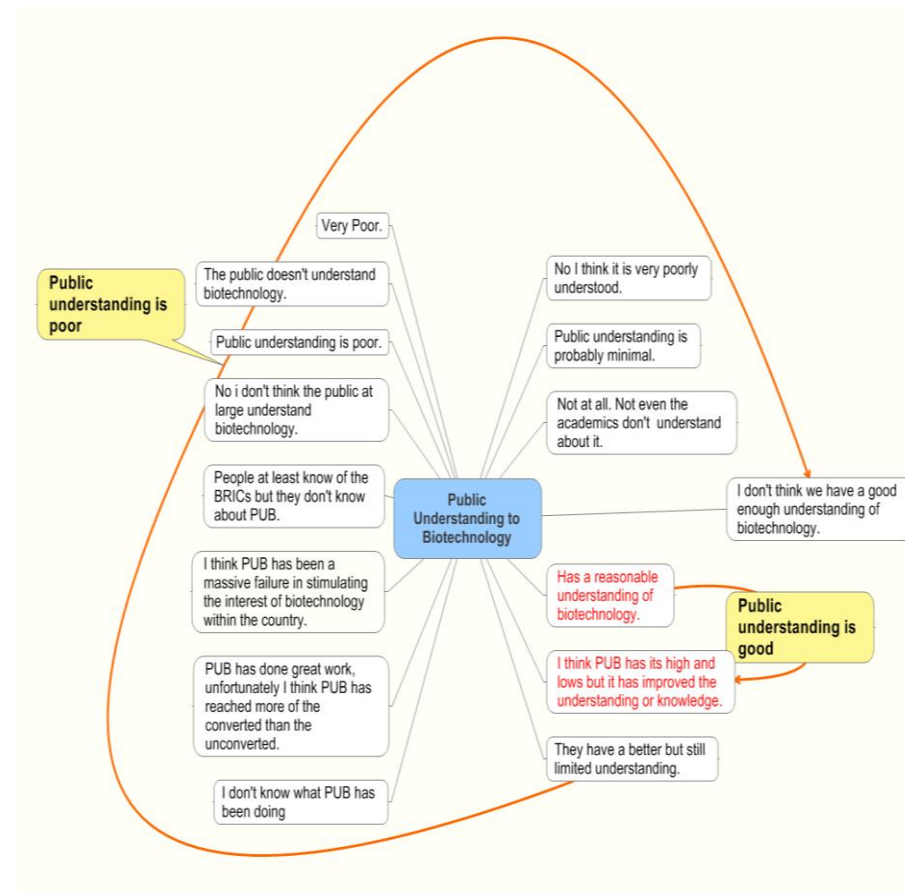 Very Poor.
The public doesn't understand
biotechnology.
Public
understanding is
poor
Public understanding is poor.
No i don't think the public at
large understand
biotechnology.
People at least know of the
BRICs but they don't know
about PUB.
I think PUB has been a
massive failure in stimulating
the interest of biotechnology
within the country.
PUB has done great work,
unfortunately I think PUB has
reached more of the
converted than the
unconverted.
I don't know what PUB has
been doing
Public
Understanding to
Biotechnology
No I think it is very poorly
understood.
Public understanding is
probably minimal.
Not at all. Not even the
academics don't understand
about it.
I don't think we have a good
enough understanding of
biotechnology.
Has a reasonable
understanding of
biotechnology.
Public
understanding is
good
I think PUB has its high and
lows but it has improved the
understanding or knowledge.
They have a better but still
limited understanding.